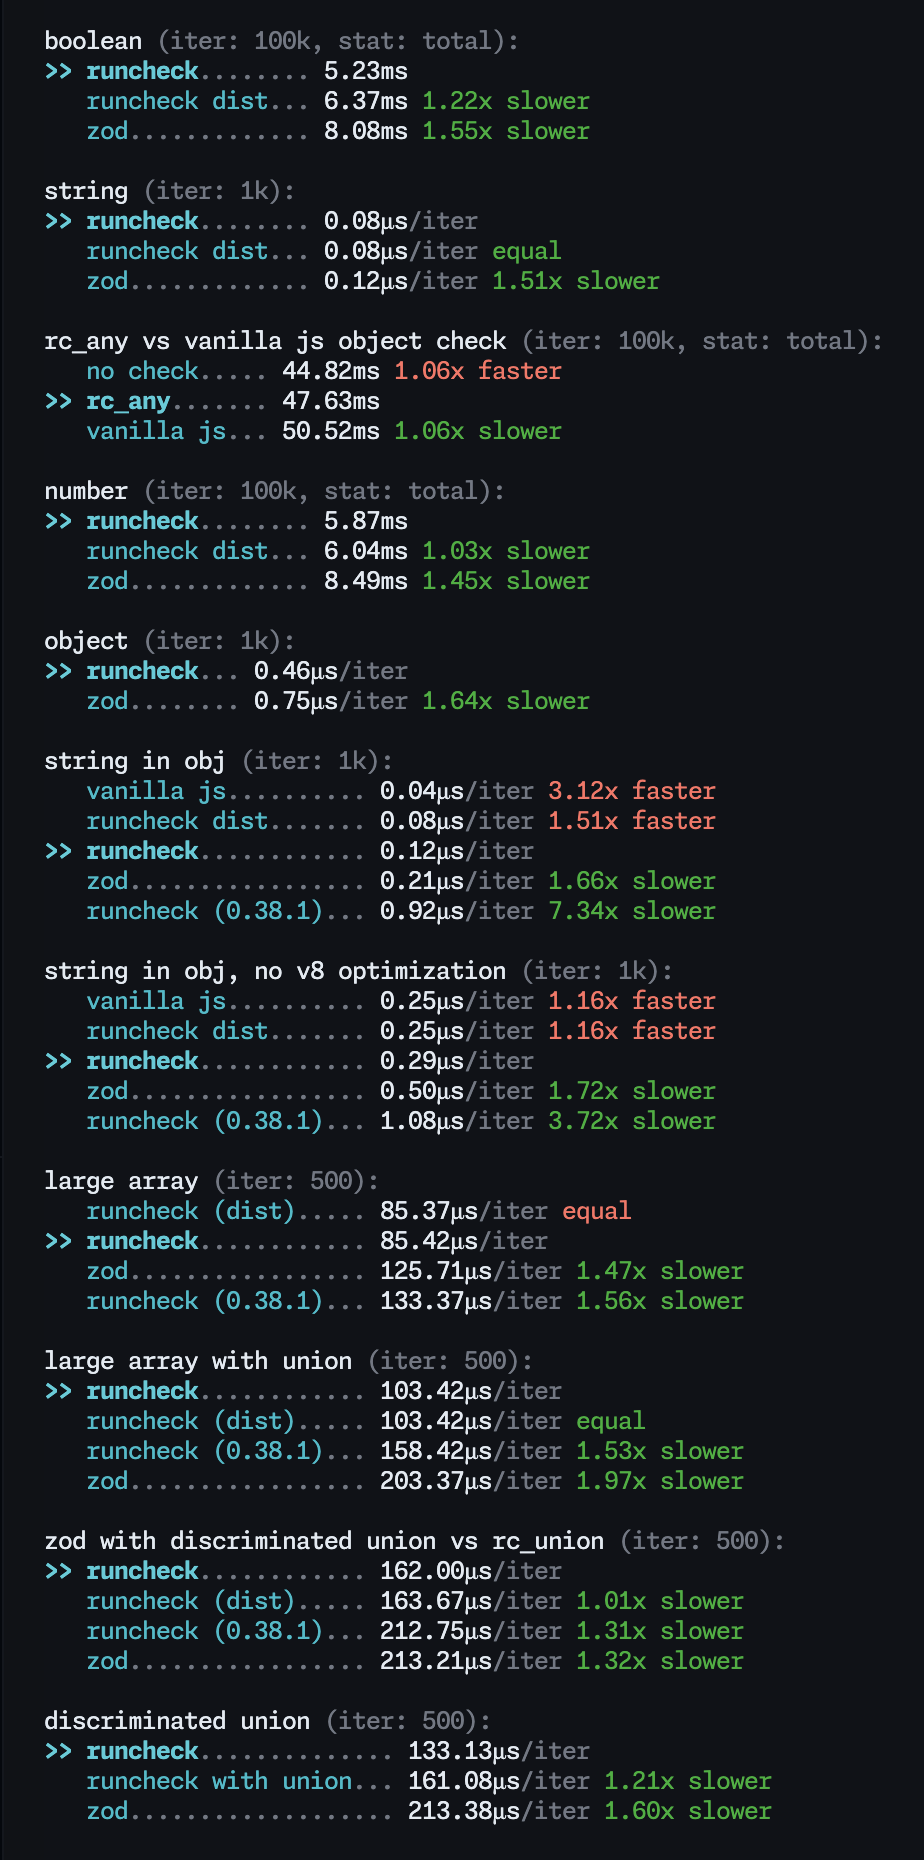 boolean (iter: 100k, stat: total):
>> runcheck........ 5.23ms
runcheck dist... 6.37ms 1.22x slower
zod............. 8.08ms 1.55x slower
string (iter: 1k):
>> runcheck........ 0.08μs/iter
runcheck dist... 0.08μs/iter equal
zod............. 0.12μs/iter 1.51x slower
rc_any vs vanilla js object check (iter: 100k, stat: total):
no check..... 44.82ms 1.06x faster
>> rc_any....... 47.63ms
vanilla js... 50.52ms 1.06x slower
number (iter: 100k, stat: total):
>> runcheck........ 5.87ms
runcheck dist... 6.04ms 1.03x slower
zod............. 8.49ms 1.45x slower
object (iter: 1k):
>> runcheck... 0.46μs/iter
zod........ 0.75μs/iter 1.64x slower
string in obj (iter: 1k):
vanilla js.......... 0.04μs/iter 3.12x faster
runcheck dist....... 0.08μs/iter 1.51x faster
>> runcheck............ 0.12μs/iter
zod................. 0.21μs/iter 1.66x slower
runcheck (0.38.1)... 0.92μs/iter 7.34x slower
string in obj, no v8 optimization (iter: 1k):
vanilla js.......... 0.25μs/iter 1.16x faster
runcheck dist....... 0.25μs/iter 1.16x faster
>> runcheck............ 0.29μs/iter
zod................. 0.50μs/iter 1.72x slower
runcheck (0.38.1)... 1.08μs/iter 3.72x slower
large array (iter: 500):
runcheck (dist)..... 85.37μs/iter equal
>> runcheck............ 85.42μs/iter
zod................. 125.71μs/iter 1.47x slower
runcheck (0.38.1)... 133.37μs/iter 1.56x slower
large array with union (iter: 500):
>> runcheck............ 103.42μs/iter
runcheck (dist)..... 103.42μs/iter equal
runcheck (0.38.1)... 158.42μs/iter 1.53x slower
zod................. 203.37μs/iter 1.97x slower
zod with discriminated union vs rc_union (iter: 500):
>> runcheck............ 162.00μs/iter
runcheck (dist)..... 163.67μs/iter 1.01x slower
runcheck (0.38.1)... 212.75μs/iter 1.31x slower
zod................. 213.21μs/iter 1.32x slower
discriminated union (iter: 500):
>> runcheck.............. 133.13μs/iter
runcheck with union... 161.08μs/iter 1.21x slower
zod................... 213.38μs/iter 1.60x slower